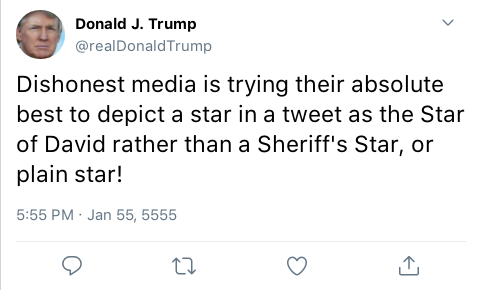 Donald J. Trump
@realDonaldTrump
Dishonest media is trying their absolute
best to depict a star in a tweet as the Star
of David rather than a Sheriff's Star, or
plain star!
5:55 PM · Jan 55, 5555